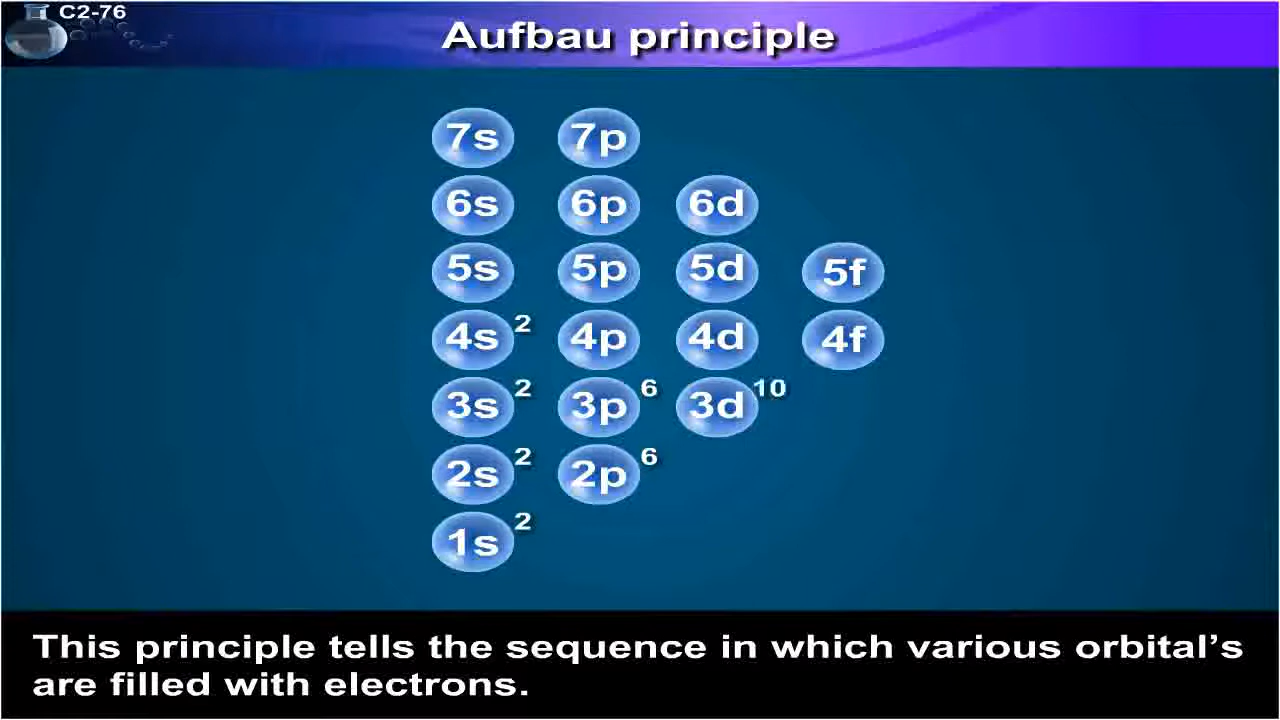 C2-76
Aufbau principle
7s 7p
6s 6p 6d
5s 5p 5d 5f
4s² 4p 4d 4f
3s² 3p⁶ 3d¹⁰
2s² 2p⁶
1s²
This principle tells the sequence in which various orbital’s
are filled with electrons.